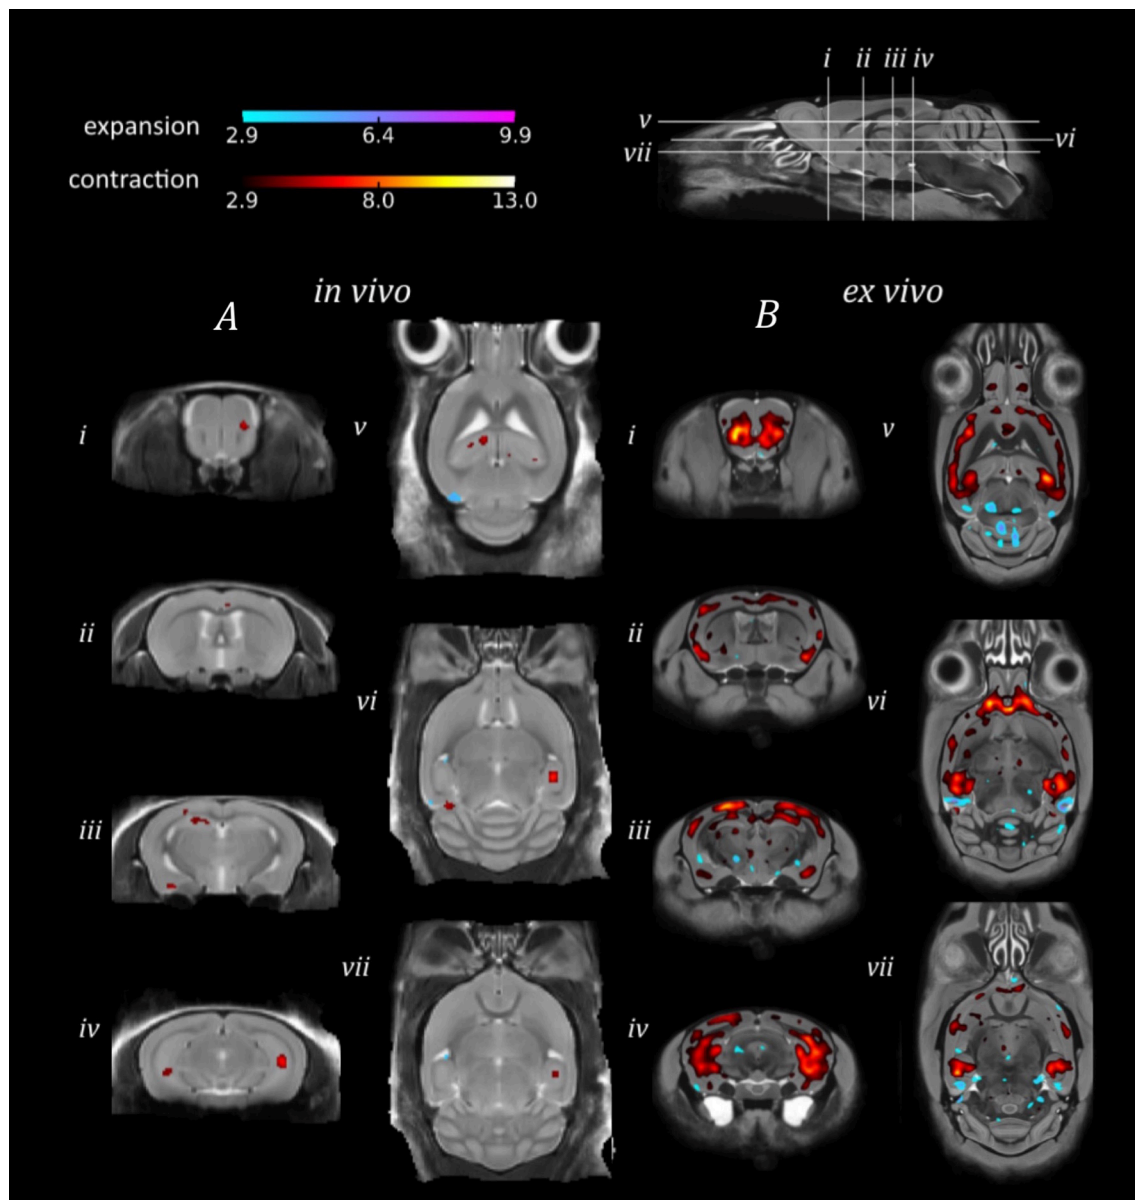 i ii iii iv
expansion
2.9 6.4 9.9
v
vi
vii
contraction
2.9 8.0 13.0
in vivo
ex vivo
A
B
i
v
i
v
ii
vi
ii
vi
iii
iii
vii
vii
iv
iv